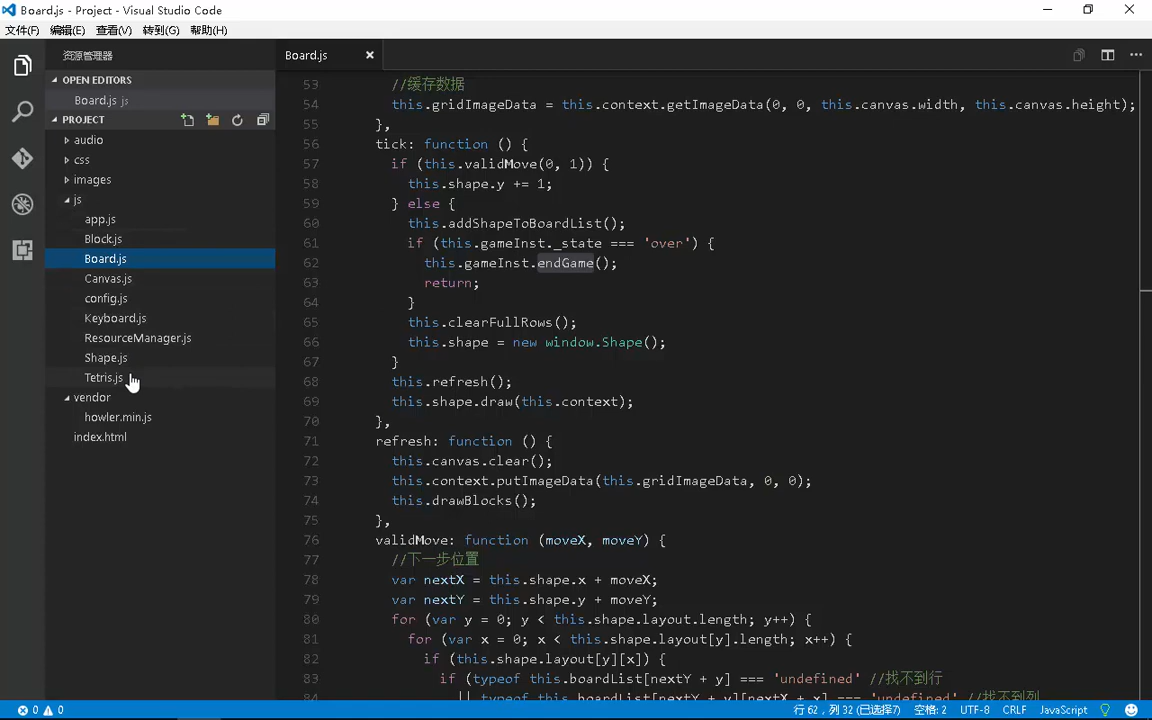 Board.js - Project - Visual Studio Code
文件(F) 编辑(E) 查看(V) 转到(G) 帮助(H)
资源管理器
OPEN EDITORS
Board.js js
PROJECT
audio
css
images
js
app.js
Block.js
Board.js
Canvas.js
config.js
Keyboard.js
ResourceManager.js
Shape.js
Tetris.js
vendor
howler.min.js
index.html
Board.js
53 //缓存数据
54 this.gridImageData = this.context.getImageData(0, 0, this.canvas.width, this.canvas.height);
55 },
56 tick: function () {
57 if (this.validMove(0, 1)) {
58 this.shape.y += 1;
59 } else {
60 this.addShapeToBoardList();
61 if (this.gameInst._state === 'over') {
62 this.gameInst.endGame();
63 return;
64 }
65 this.clearFullRows();
66 this.shape = new window.Shape();
67 }
68 this.refresh();
69 this.shape.draw(this.context);
70 },
71 refresh: function () {
72 this.canvas.clear();
73 this.context.putImageData(this.gridImageData, 0, 0);
74 this.drawBlocks();
75 },
76 validMove: function (moveX, moveY) {
77 //下一步位置
78 var nextX = this.shape.x + moveX;
79 var nextY = this.shape.y + moveY;
80 for (var y = 0; y < this.shape.layout.length; y++) {
81 for (var x = 0; x < this.shape.layout[y].length; x++) {
82 if (this.shape.layout[y][x]) {
83 if (typeof this.boardList[nextY + y] === 'undefined' //找不到行
84 || typeof this.boardList[nextY + y][nextX + x] === 'undefined' //找不到列
0 0
行 62，列 32 (已选择7) 空格: 2 UTF-8 CRLF JavaScript